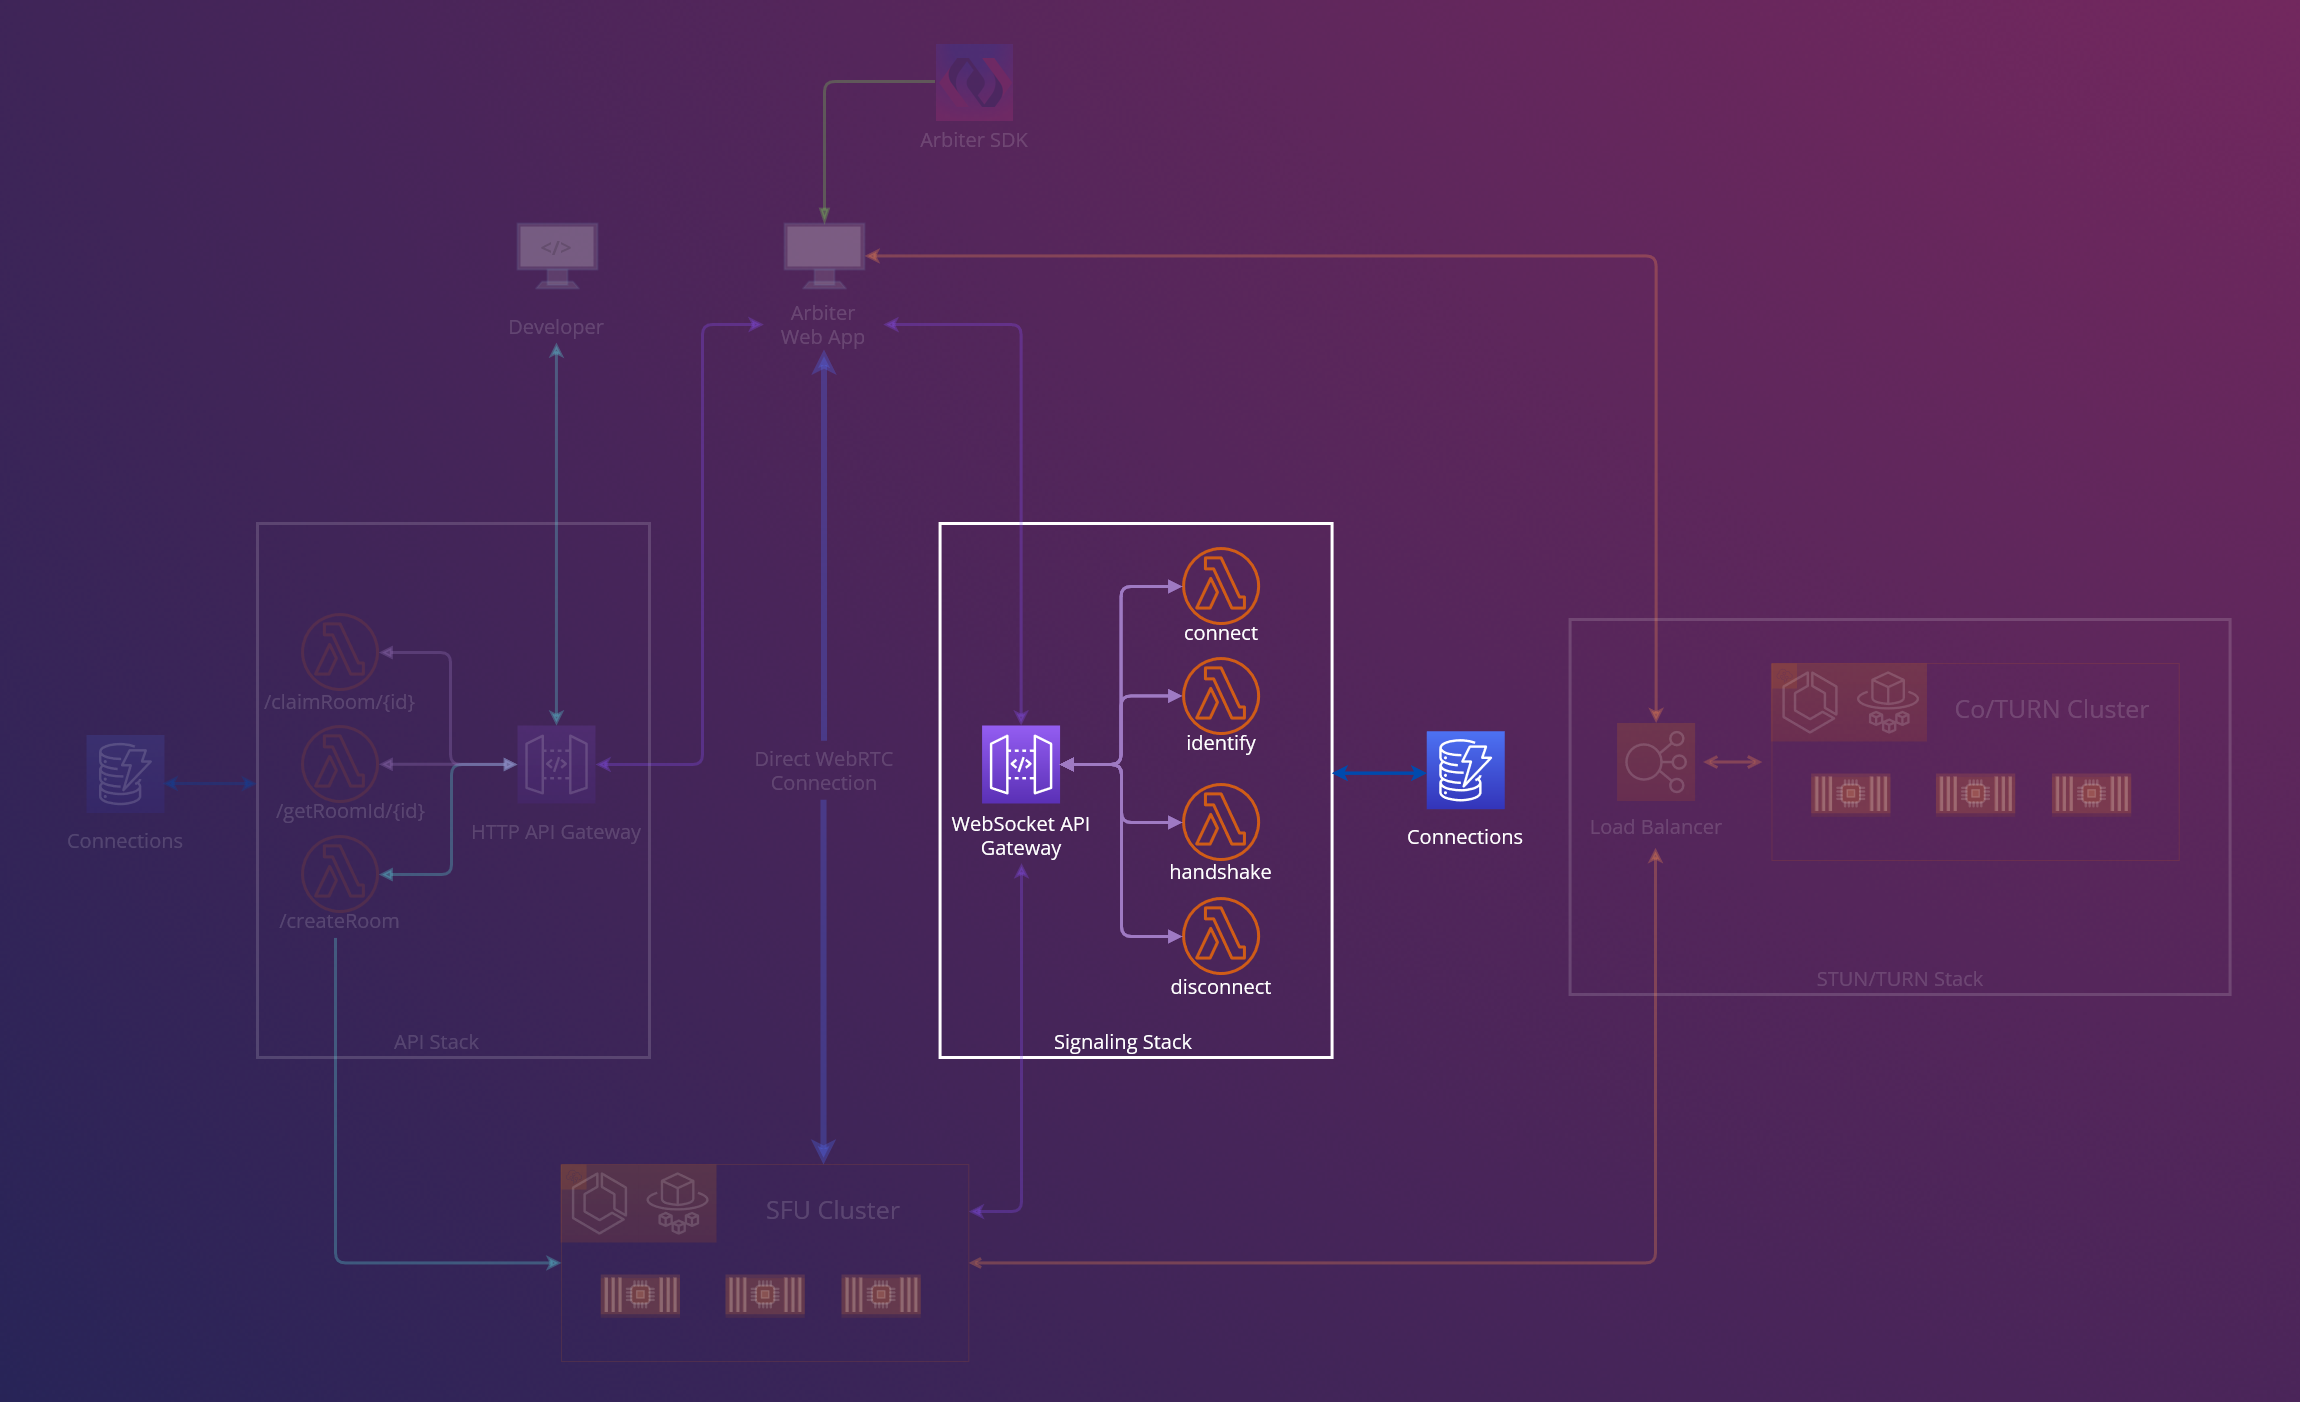 Arbiter SDK
</>
Developer
Arbiter
Web App
/claimRoom/{id}
/getRoomId/{id}
/createRoom
Connections
</>
HTTP API Gateway
API Stack
Direct WebRTC
Connection
connect
identify
handshake
disconnect
</>
WebSocket API
Gateway
Signaling Stack
Connections
Load Balancer
Co/TURN Cluster
STUN/TURN Stack
SFU Cluster